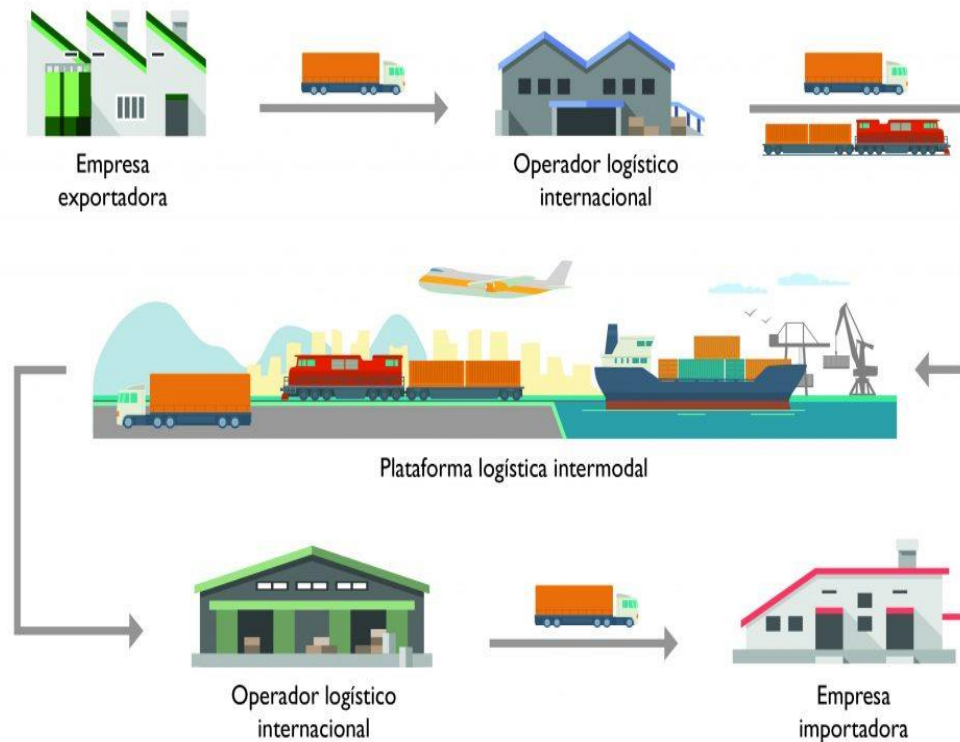 Empresa
exportadora
Operador logístico
internacional
Plataforma logística intermodal
Operador logístico
internacional
Empresa
importadora